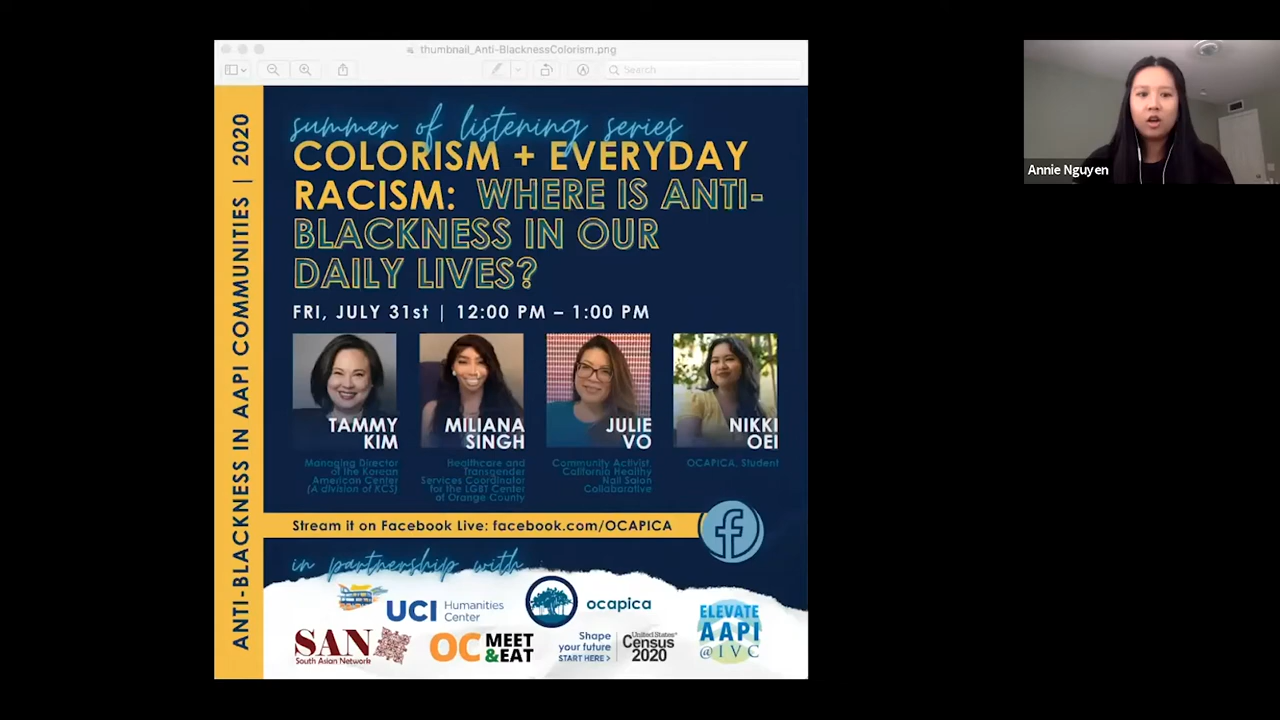 thumbnail_Anti-BlacknessColorism.png
Search
ANTI-BLACKNESS IN AAPI COMMUNITIES | 2020
summer of listening series
COLORISM + EVERYDAY
RACISM: WHERE IS ANTI-
BLACKNESS IN OUR
DAILY LIVES?
FRI, JULY 31st | 12:00 PM – 1:00 PM
TAMMY
KIM
Managing Director
of the Korean
American Center
(A division of KCS)
MILIANA
SINGH
Healthcare and
Transgender
Services Coordinator
for the LGBT Center
of Orange County
JULIE
VO
Community Activist,
California Healthy
Nail Salon
Collaborative
NIKKI
OEI
OCAPICA, Student
Stream it on Facebook Live: facebook.com/OCAPICA
f
in partnership with
UCI Humanities
Center
ocapica
SAN
South Asian Network
OC MEET
&EAT
Shape
your future
START HERE >
United States®
Census
2020
ELEVATE
AAPI
@IVC
Annie Nguyen